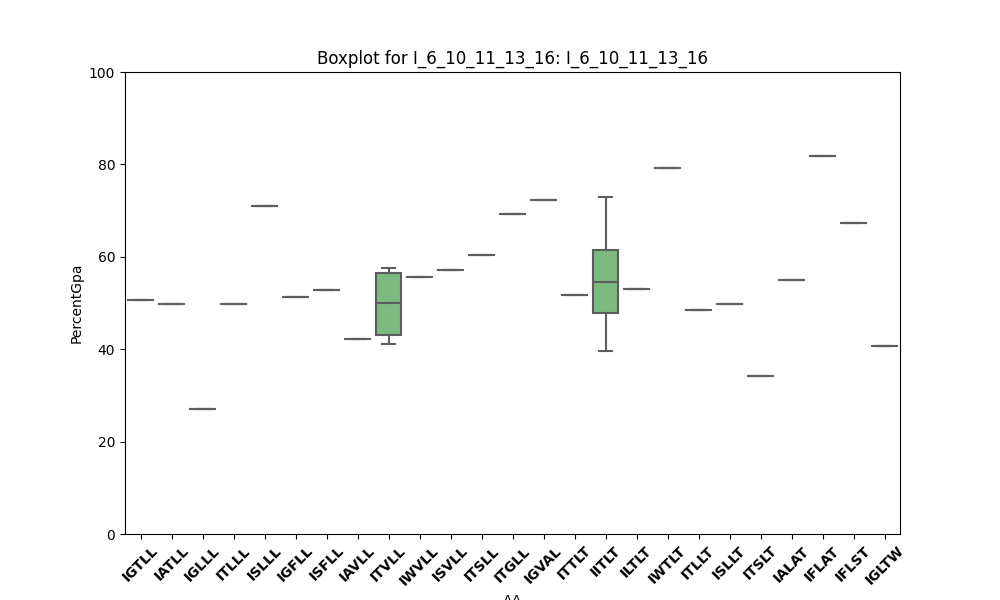 Boxplot for I_6_10_11_13_16: I_6_10_11_13_16
100
80
60
40
20
0
PercentGpa
IGTLL
IATLL
IGLLL
ITLLL
ISLLL
IGFLL
ISFLL
IAVLL
ITVLL
IWVLL
ISVLL
ITSLL
ITGLL
IGVAL
ITTLT
IITLT
ILTLT
IWTLT
ITLLT
ISLLT
ITSLT
IALAT
IFLAT
IFLST
IGLTW
AA